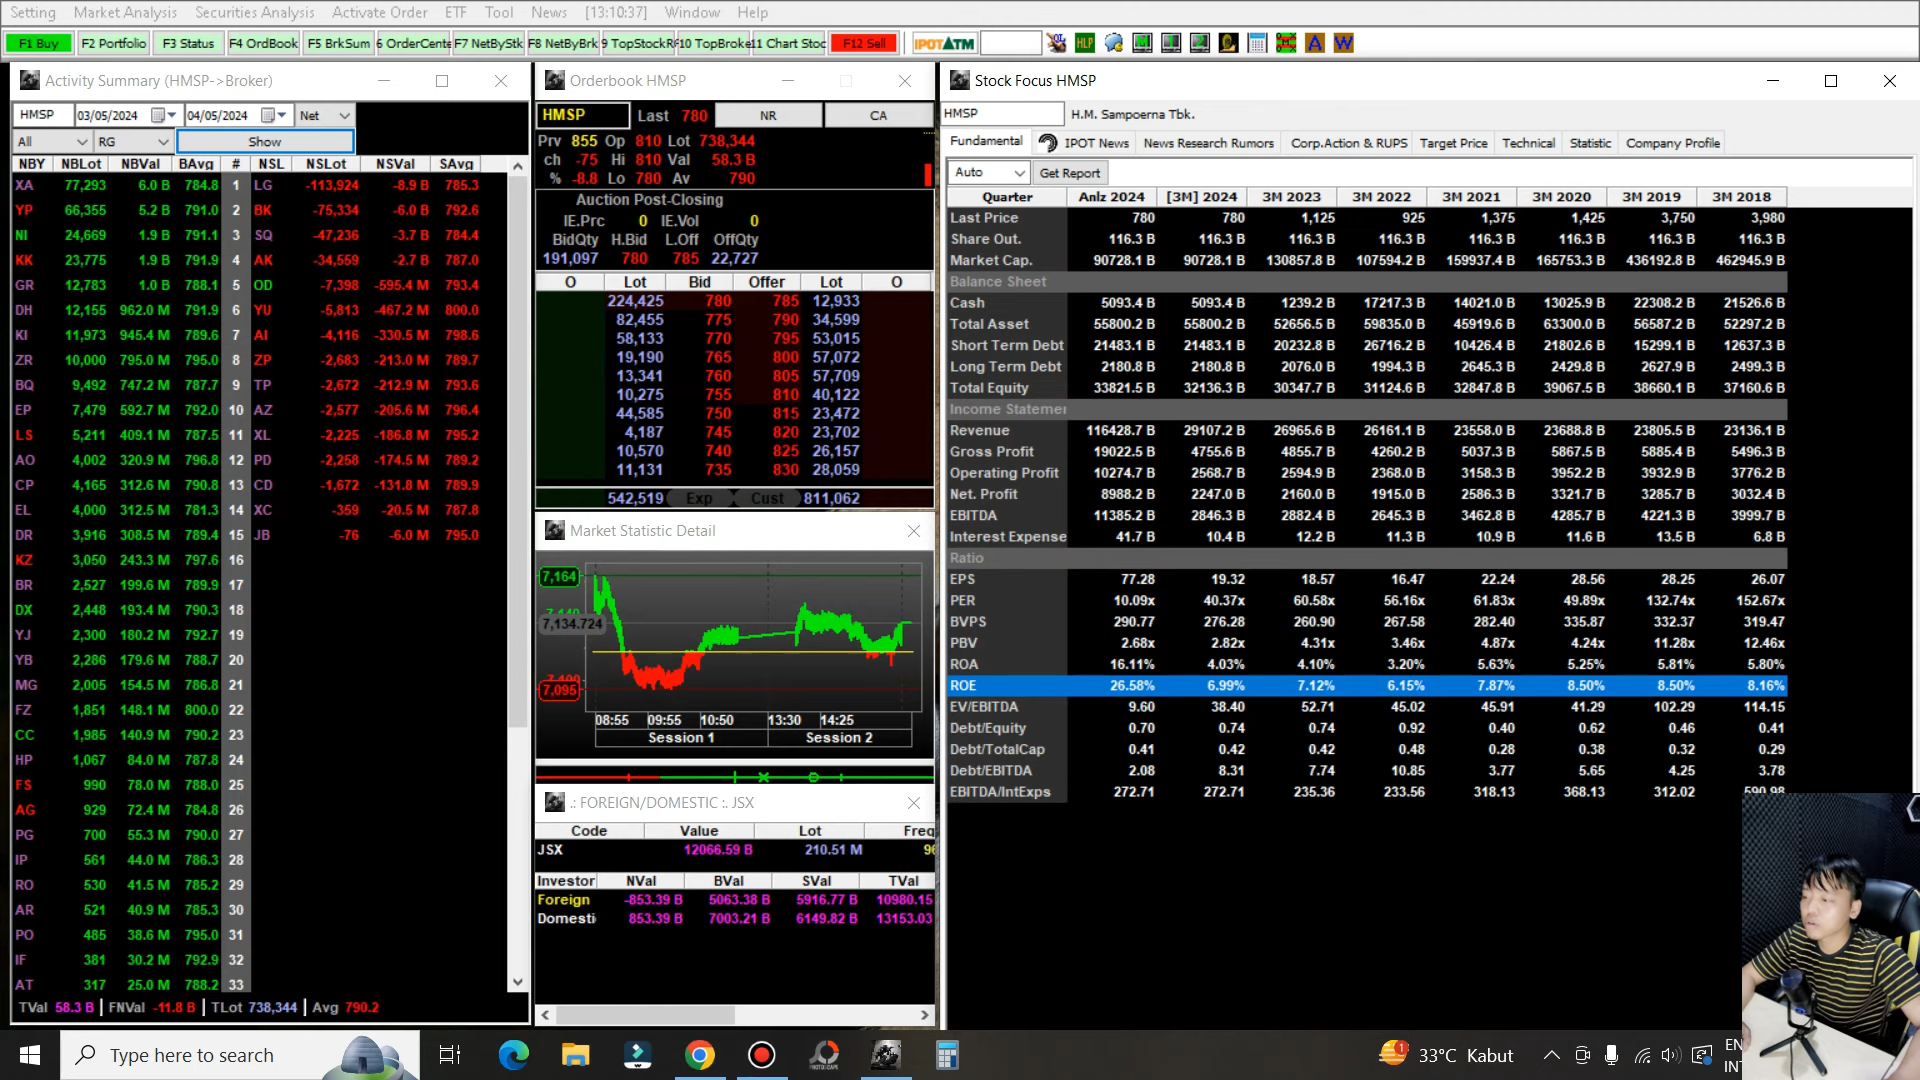 Setting Market Analysis Securities Analysis Activate Order ETF Tool News [13:10:37] Window Help
F1 Buy F2 Portfolio F3 Status F4 OrdBook F5 BrkSum 6 OrderCente F7 NetByStk F8 NetByBrk 9 TopStockR 10 TopBroke 11 Chart Stoc F12 Sell IPOTATM HLP A W
Activity Summary (HMSP->Broker)
HMSP 03/05/2024 04/05/2024 Net
All RG Show
NBY NBLot NBVal BAvg # NSL NSLot NSVal SAvg
XA 77,293 6.0 B 784.8 1 LG -113,924 -8.9 B 785.3
YP 66,355 5.2 B 791.0 2 BK -75,334 -6.0 B 792.6
NI 24,669 1.9 B 791.1 3 SQ -47,236 -3.7 B 784.4
KK 23,775 1.9 B 791.9 4 AK -34,559 -2.7 B 787.0
GR 12,783 1.0 B 788.1 5 OD -7,398 -595.4 M 793.4
DH 12,155 962.0 M 791.9 6 YU -5,813 -467.2 M 800.0
KI 11,973 945.4 M 789.6 7 AI -4,116 -330.5 M 798.6
ZR 10,000 795.0 M 795.0 8 ZP -2,683 -213.0 M 789.7
BQ 9,492 747.2 M 787.7 9 TP -2,672 -212.9 M 793.6
EP 7,479 592.7 M 792.0 10 AZ -2,577 -205.6 M 796.4
LS 5,211 409.1 M 787.5 11 XL -2,225 -186.8 M 795.2
AO 4,002 320.9 M 796.8 12 PD -2,258 -174.5 M 789.2
CP 4,165 312.6 M 790.8 13 CD -1,672 -131.8 M 789.9
EL 4,000 312.5 M 781.3 14 XC -359 -20.5 M 787.8
DR 3,916 308.5 M 789.4 15 JB -76 -6.0 M 795.0
KZ 3,050 243.3 M 797.6 16
BR 2,527 199.6 M 789.9 17
DX 2,448 193.4 M 790.3 18
YJ 2,300 180.2 M 792.7 19
YB 2,286 179.6 M 788.7 20
MG 2,005 154.5 M 786.8 21
FZ 1,851 148.1 M 800.0 22
CC 1,985 140.9 M 790.2 23
HP 1,067 84.0 M 787.8 24
FS 990 78.0 M 788.0 25
AG 929 72.4 M 784.8 26
PG 700 55.3 M 790.0 27
IP 561 44.0 M 786.3 28
RO 530 41.5 M 785.2 29
AR 521 40.9 M 785.3 30
PO 485 38.6 M 795.0 31
IF 381 30.2 M 792.9 32
AT 317 25.0 M 788.2 33
TVal 58.3 B FNVal -11.8 B TLot 738,344 Avg 790.2
Orderbook HMSP
HMSP Last 780 NR CA
Prv 855 Op 810 Lot 738,344
ch -75 Hi 810 Val 58.3 B
% -8.8 Lo 780 Av 790
Auction Post-Closing
IE.Prc 0 IE.Vol 0
BidQty H.Bid L.Off OffQty
191,097 780 785 22,727
O Lot Bid Offer Lot O
224,425 780 785 12,933
82,455 775 790 34,599
58,133 770 795 53,015
19,190 765 800 57,072
13,341 760 805 57,709
10,275 755 810 40,122
44,585 750 815 23,472
4,187 745 820 23,702
10,570 740 825 26,157
11,131 735 830 28,059
542,519 Exp Cust 811,062
Market Statistic Detail
7,164
7,134.724
7,095
08:55 09:55 10:50 13:30 14:25
Session 1 Session 2
.: FOREIGN/DOMESTIC :. JSX
Code Value Lot Freq
JSX 12066.59 B 210.51 M
Investor NVal BVal SVal TVal
Foreign -853.39 B 5063.38 B 5916.77 B 10980.15
Domesti 853.39 B 7003.21 B 6149.82 B 13153.03
Stock Focus HMSP
HMSP H.M. Sampoerna Tbk.
Fundamental IPOT News News Research Rumors Corp.Action & RUPS Target Price Technical Statistic Company Profile
Auto Get Report
Quarter Anlz 2024 [3M] 2024 3M 2023 3M 2022 3M 2021 3M 2020 3M 2019 3M 2018
Last Price 780 780 1,125 925 1,375 1,425 3,750 3,980
Share Out. 116.3 B 116.3 B 116.3 B 116.3 B 116.3 B 116.3 B 116.3 B 116.3 B
Market Cap. 90728.1 B 90728.1 B 130857.8 B 107594.2 B 159937.4 B 165753.3 B 436192.8 B 462945.9 B
Balance Sheet
Cash 5093.4 B 5093.4 B 1239.2 B 17217.3 B 14021.0 B 13025.9 B 22308.2 B 21526.6 B
Total Asset 55800.2 B 55800.2 B 52656.5 B 59835.0 B 45919.6 B 63300.0 B 56587.2 B 52297.2 B
Short Term Debt 21483.1 B 21483.1 B 20232.8 B 26716.2 B 10426.4 B 21802.6 B 15299.1 B 12637.3 B
Long Term Debt 2180.8 B 2180.8 B 2076.0 B 1994.3 B 2645.3 B 2429.8 B 2627.9 B 2499.3 B
Total Equity 33821.5 B 32136.3 B 30347.7 B 31124.6 B 32847.8 B 39067.5 B 38660.1 B 37160.6 B
Income Statemer
Revenue 116428.7 B 29107.2 B 26965.6 B 26161.1 B 23558.0 B 23688.8 B 23805.5 B 23136.1 B
Gross Profit 19022.5 B 4755.6 B 4855.7 B 4260.2 B 5037.3 B 5867.5 B 5885.4 B 5496.3 B
Operating Profit 10274.7 B 2568.7 B 2594.9 B 2368.0 B 3158.3 B 3952.2 B 3932.9 B 3776.2 B
Net. Profit 8988.2 B 2247.0 B 2160.0 B 1915.0 B 2586.3 B 3321.7 B 3285.7 B 3032.4 B
EBITDA 11385.2 B 2846.3 B 2882.4 B 2645.3 B 3462.8 B 4285.7 B 4221.3 B 3999.7 B
Interest Expense 41.7 B 10.4 B 12.2 B 11.3 B 10.9 B 11.6 B 13.5 B 6.8 B
Ratio
EPS 77.28 19.32 18.57 16.47 22.24 28.56 28.25 26.07
PER 10.09x 40.37x 60.58x 56.16x 61.83x 49.89x 132.74x 152.67x
BVPS 290.77 276.28 260.90 267.58 282.40 335.87 332.37 319.47
PBV 2.68x 2.82x 4.31x 3.46x 4.87x 4.24x 11.28x 12.46x
ROA 16.11% 4.03% 4.10% 3.20% 5.63% 5.25% 5.81% 5.80%
ROE 26.58% 6.99% 7.12% 6.15% 7.87% 8.50% 8.50% 8.16%
EV/EBITDA 9.60 38.40 52.71 45.02 45.91 41.29 102.29 114.15
Debt/Equity 0.70 0.74 0.74 0.92 0.40 0.62 0.46 0.41
Debt/TotalCap 0.41 0.42 0.42 0.48 0.28 0.38 0.32 0.29
Debt/EBITDA 2.08 8.31 7.74 10.85 3.77 5.65 4.25 3.78
EBITDA/IntExps 272.71 272.71 235.36 233.56 318.13 368.13 312.02 590.98
Type here to search
33°C Kabut